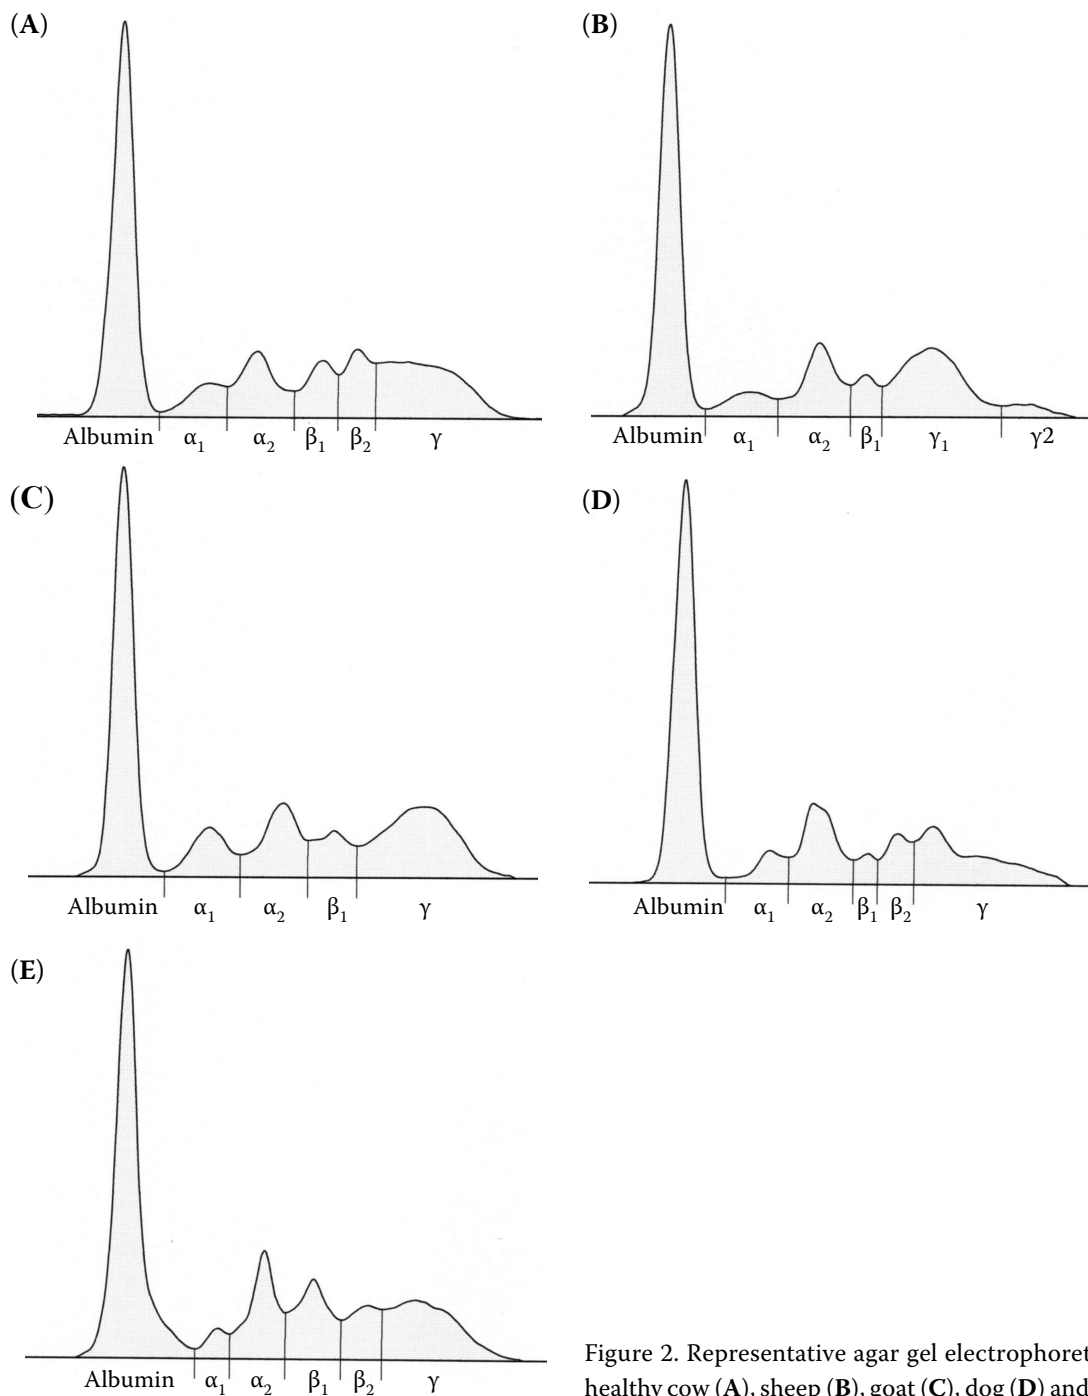 (A)
(B)
Albumin α₁ α₂ β₁ β₂ γ
Albumin α₁ α₂ β₁ γ₁ γ2
(C)
(D)
Albumin α₁ α₂ β₁ γ
Albumin α₁ α₂ β₁ β₂ γ
(E)
Albumin α₁ α₂ β₁ β₂ γ
Figure 2. Representative agar gel electrophoret
healthy cow (A), sheep (B), goat (C), dog (D) and